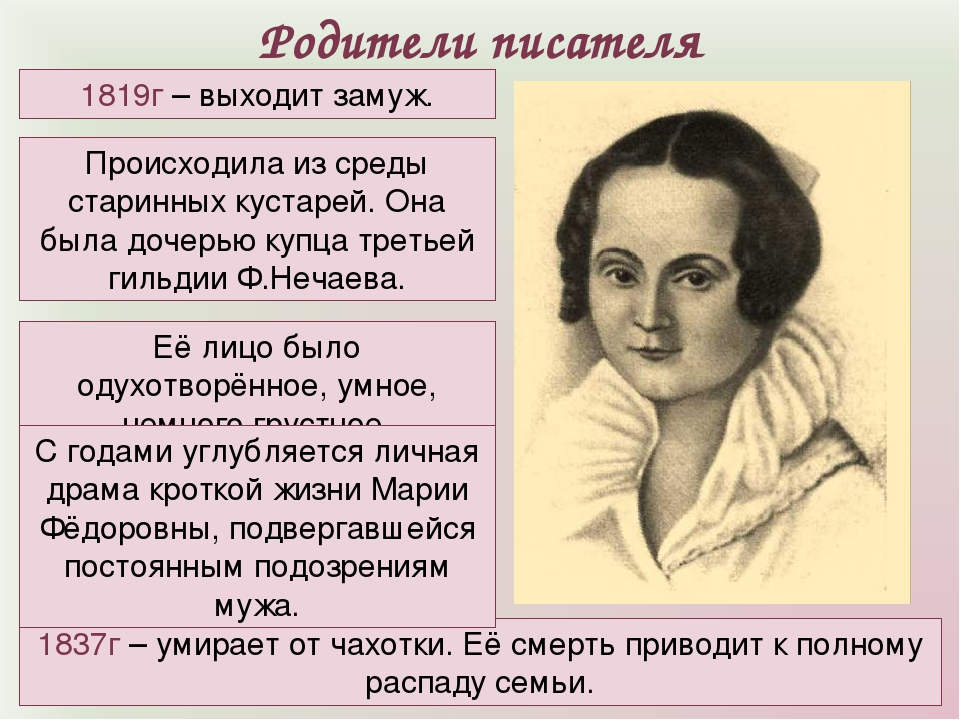 Родители писателя
1819г – выходит замуж.
Происходила из среды
старинных кустарей. Она
была дочерью купца третьей
гильдии Ф.Нечаева.
Её лицо было
одухотворённое, умное,
немного грустное
С годами углубляется личная
драма кроткой жизни Марии
Фёдоровны, подвергавшейся
постоянным подозрениям
мужа.
1837г – умирает от чахотки. Её смерть приводит к полному
распаду семьи.